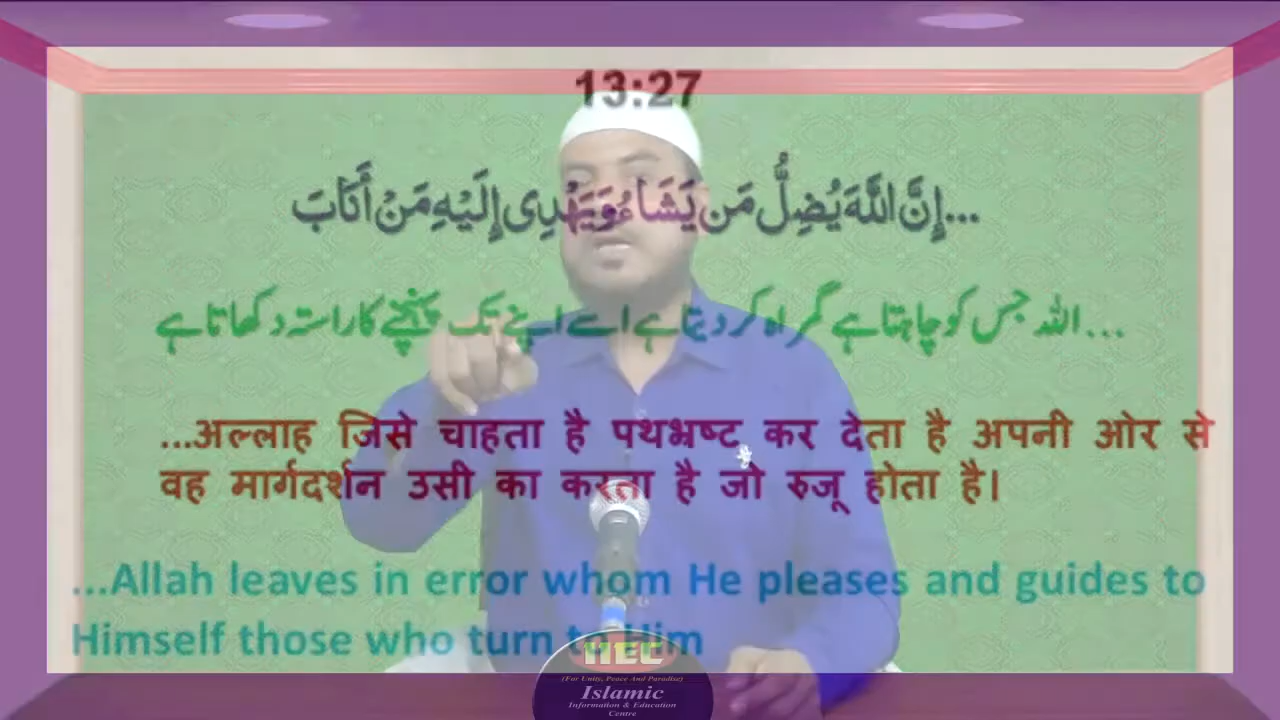 13:27
...إِنَّ اللَّهَ يُضِلُّ مَن يَشَاءُ وَيَهْدِى إِلَيْهِ مَنْ أَنَابَ
...اللہ جس کو چاہتا ہے گمراہ کر دیتا ہے اسے اپنے تک پہنچنے کا راستہ دکھاتا ہے
...अल्लाह जिसे चाहता है पथभ्रष्ट कर देता है अपनी ओर से
वह मार्गदर्शन उसी का करता है जो रुजू होता है।
...Allah leaves in error whom He pleases and guides to
Himself those who turn to Him
IIEC
(For Unity, Peace And Paradise)
Islamic
Information & Education
Centre